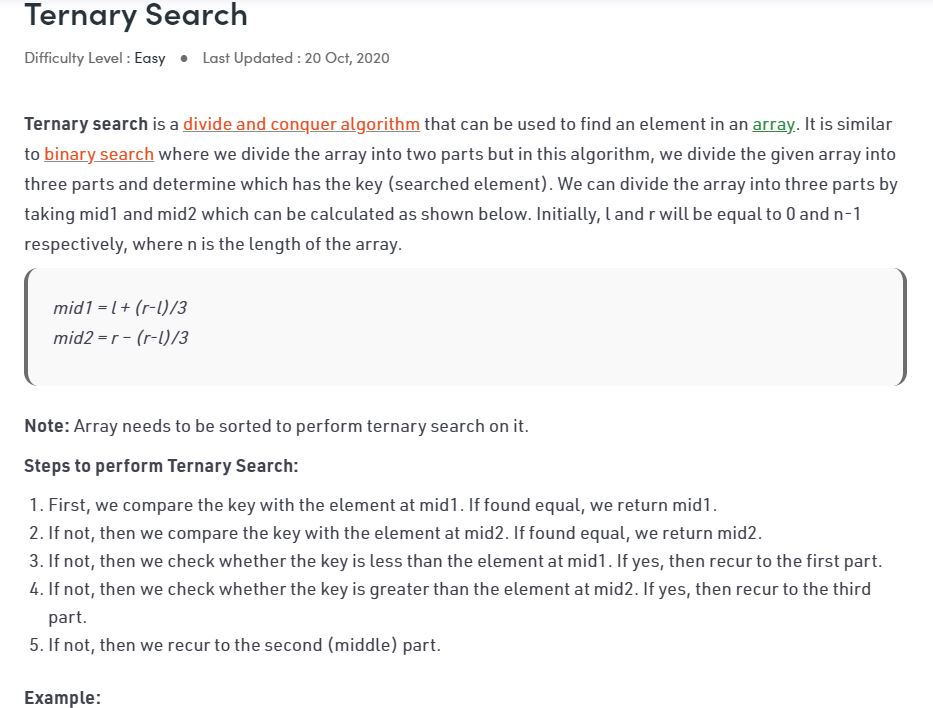 Ternary Search
Difficulty Level : Easy ● Last Updated : 20 Oct, 2020
Ternary search is a divide and conquer algorithm that can be used to find an element in an array. It is similar
to binary search where we divide the array into two parts but in this algorithm, we divide the given array into
three parts and determine which has the key (searched element). We can divide the array into three parts by
taking mid1 and mid2 which can be calculated as shown below. Initially, l and r will be equal to 0 and n-1
respectively, where n is the length of the array.
mid1 = l + (r-l)/3
mid2 = r – (r-l)/3
Note: Array needs to be sorted to perform ternary search on it.
Steps to perform Ternary Search:
1. First, we compare the key with the element at mid1. If found equal, we return mid1.
2. If not, then we compare the key with the element at mid2. If found equal, we return mid2.
3. If not, then we check whether the key is less than the element at mid1. If yes, then recur to the first part.
4. If not, then we check whether the key is greater than the element at mid2. If yes, then recur to the third
part.
5. If not, then we recur to the second (middle) part.
Example: